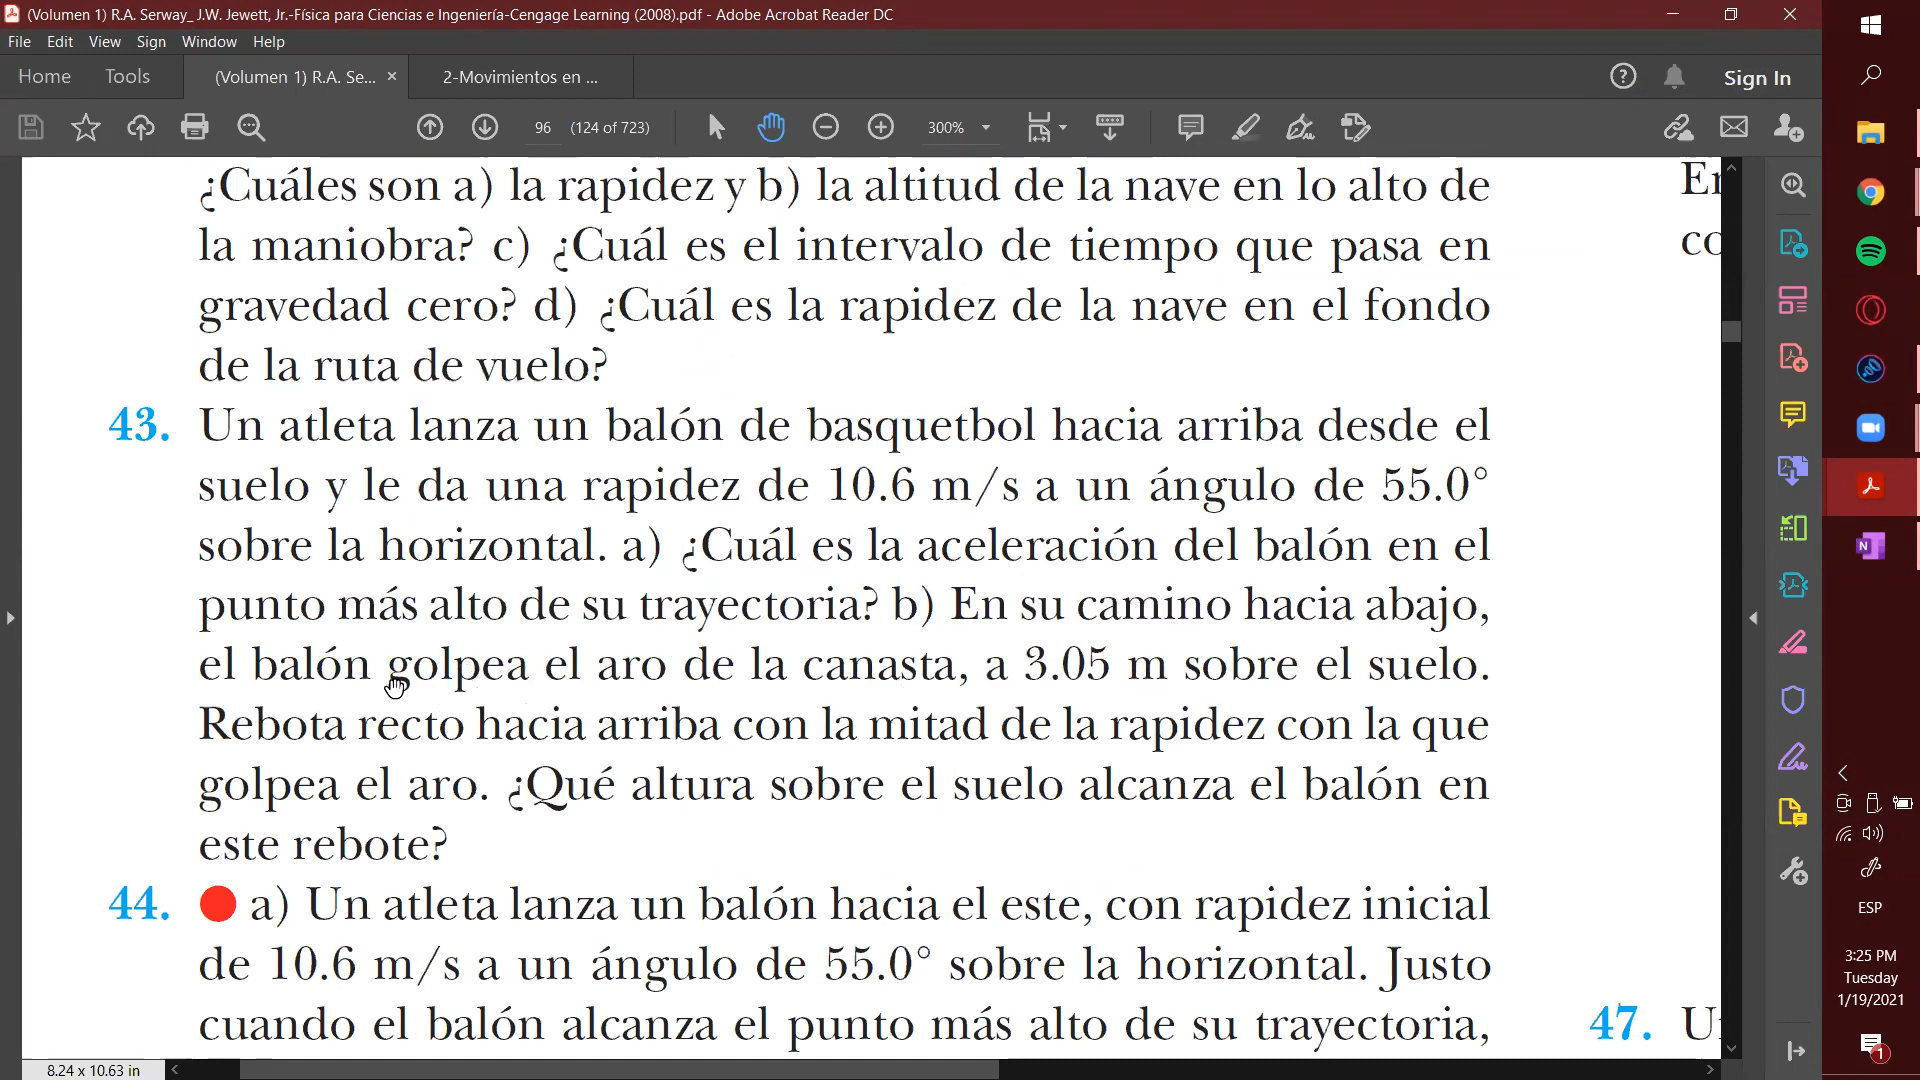 (Volumen 1) R.A. Serway_ J.W. Jewett, Jr.-Física para Ciencias e Ingeniería-Cengage Learning (2008).pdf - Adobe Acrobat Reader DC
File Edit View Sign Window Help
Home Tools (Volumen 1) R.A. Se... × 2-Movimientos en ... Sign In
96 (124 of 723) 300%
¿Cuáles son a) la rapidez y b) la altitud de la nave en lo alto de
la maniobra? c) ¿Cuál es el intervalo de tiempo que pasa en
gravedad cero? d) ¿Cuál es la rapidez de la nave en el fondo
de la ruta de vuelo?
43. Un atleta lanza un balón de basquetbol hacia arriba desde el
suelo y le da una rapidez de 10.6 m/s a un ángulo de 55.0°
sobre la horizontal. a) ¿Cuál es la aceleración del balón en el
punto más alto de su trayectoria? b) En su camino hacia abajo,
el balón golpea el aro de la canasta, a 3.05 m sobre el suelo.
Rebota recto hacia arriba con la mitad de la rapidez con la que
golpea el aro. ¿Qué altura sobre el suelo alcanza el balón en
este rebote?
44. a) Un atleta lanza un balón hacia el este, con rapidez inicial
de 10.6 m/s a un ángulo de 55.0° sobre la horizontal. Justo
cuando el balón alcanza el punto más alto de su trayectoria,
47.
8.24 x 10.63 in
ESP
3:25 PM
Tuesday
1/19/2021
1